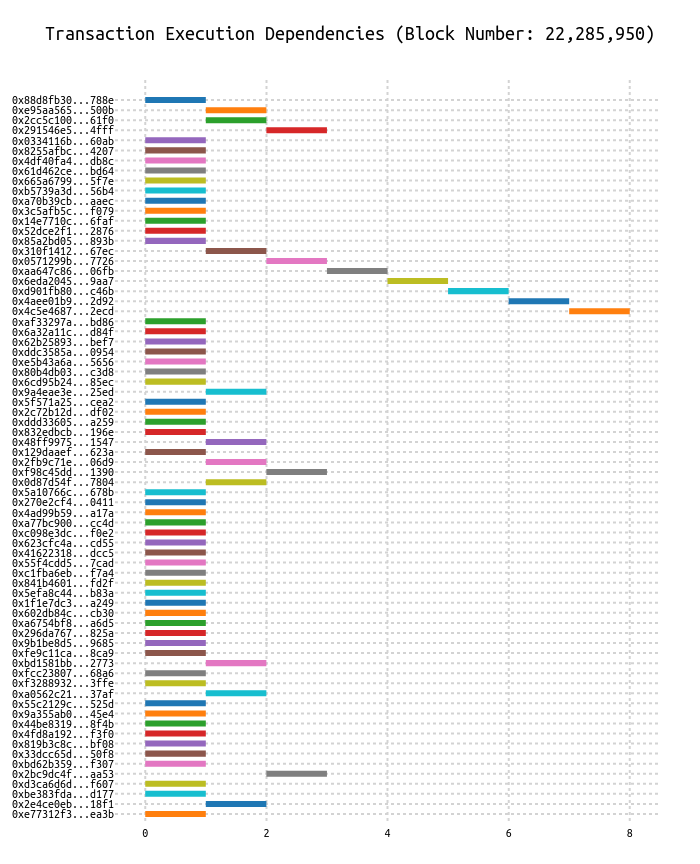 Transaction Execution Dependencies (Block Number: 22,285,950)
0x88d8fb30...788e
0xe95aa565...500b
0x2cc5c100...61f0
0x291546e5...4fff
0x0334116b...60ab
0x8255afbc...4207
0x4df40fa4...db8c
0x61d462ce...bd64
0x665a6799...5f7e
0xb5739a3d...56b4
0xa70b39cb...aaec
0x3c5afb5c...f079
0x14e7710c...6faf
0x52dce2f1...2876
0x85a2bd05...893b
0x310f1412...67ec
0x0571299b...7726
0xaa647c86...06fb
0x6eda2045...9aa7
0xd901fb80...c46b
0x4aee01b9...2d92
0x4c5e4687...2ecd
0xaf33297a...bd86
0x6a32a11c...d84f
0x62b25893...bef7
0xddc3585a...0954
0xe5b43a6a...5656
0x80b4db03...c3d8
0x6cd95b24...85ec
0x9a4eae3e...25ed
0x5f571a25...cea2
0x2c72b12d...df02
0xddd33605...a259
0x832edbcb...196e
0x48ff9975...1547
0x129daaef...623a
0x2fb9c71e...06d9
0xf98c45dd...1390
0x0d87d54f...7804
0x5a10766c...678b
0x270e2cf4...0411
0x4ad99b59...a17a
0xa77bc900...cc4d
0xc098e3dc...f0e2
0x623cfc4a...cd55
0x41622318...dcc5
0x55f4cdd5...7cad
0xc1fba6eb...f7a4
0x841b4601...fd2f
0x5efa8c44...b83a
0x1f1e7dc3...a249
0x602db84c...cb30
0xa6754bf8...a6d5
0x296da767...825a
0x9b1be8d5...9685
0xfe9c11ca...8ca9
0xbd1581bb...2773
0xfcc23807...68a6
0xf3288932...3ffe
0xa0562c21...37af
0x55c2129c...525d
0x9a355ab0...45e4
0x44be8319...8f4b
0x4fd8a192...f3f0
0x819b3c8c...bf08
0x33dcc65d...50f8
0xbd62b359...f307
0x2bc9dc4f...aa53
0xd3ca6d6d...f607
0xbe383fda...d177
0x2e4ce0eb...18f1
0xe77312f3...ea3b
0 2 4 6 8